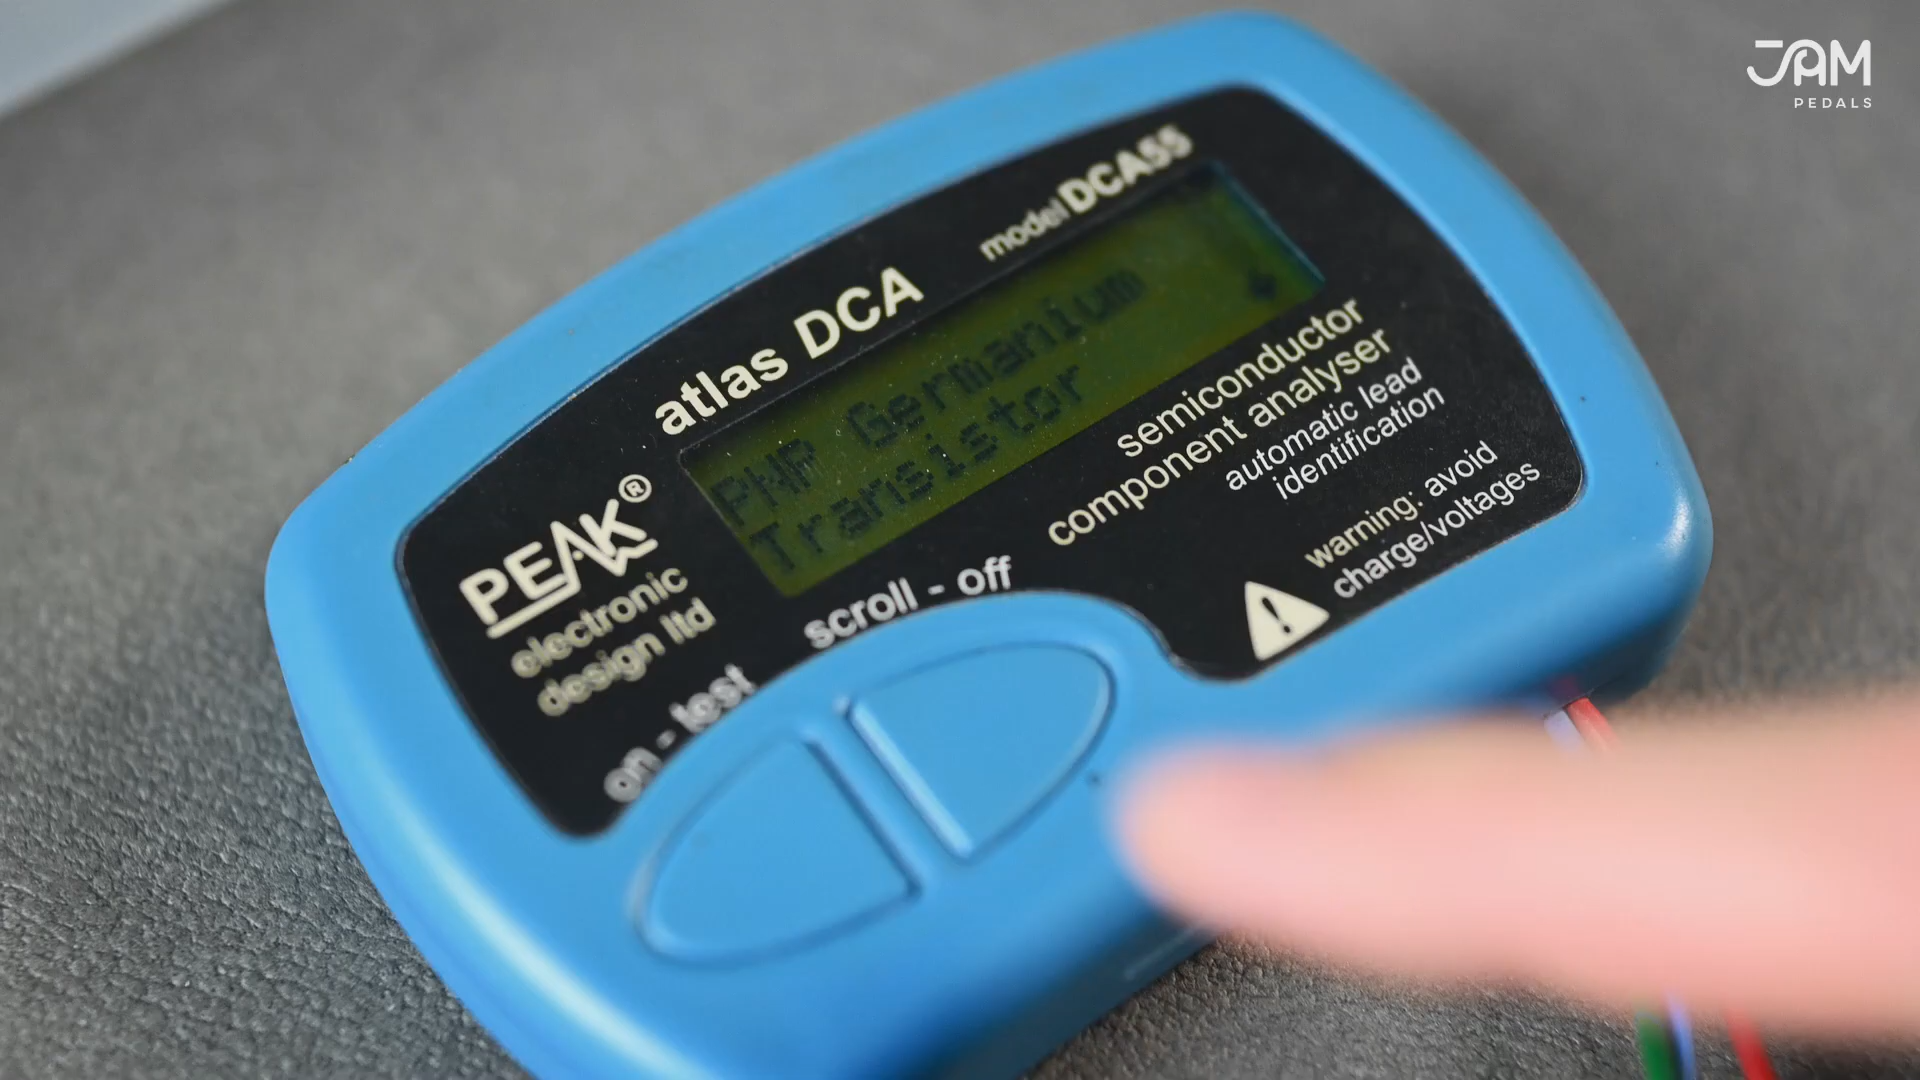 JAM
PEDALS
model DCA55
atlas DCA
PNP Germanium
Transistor
PEAK®
electronic
design ltd
semiconductor
component analyser
automatic lead
identification
warning: avoid
charge/voltages
scroll - off
on - test